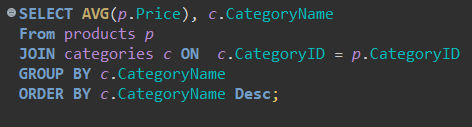 SELECT AVG(p.Price), c.CategoryName
From products p
JOIN categories c ON  c.CategoryID = p.CategoryID
GROUP BY c.CategoryName
ORDER BY c.CategoryName Desc;